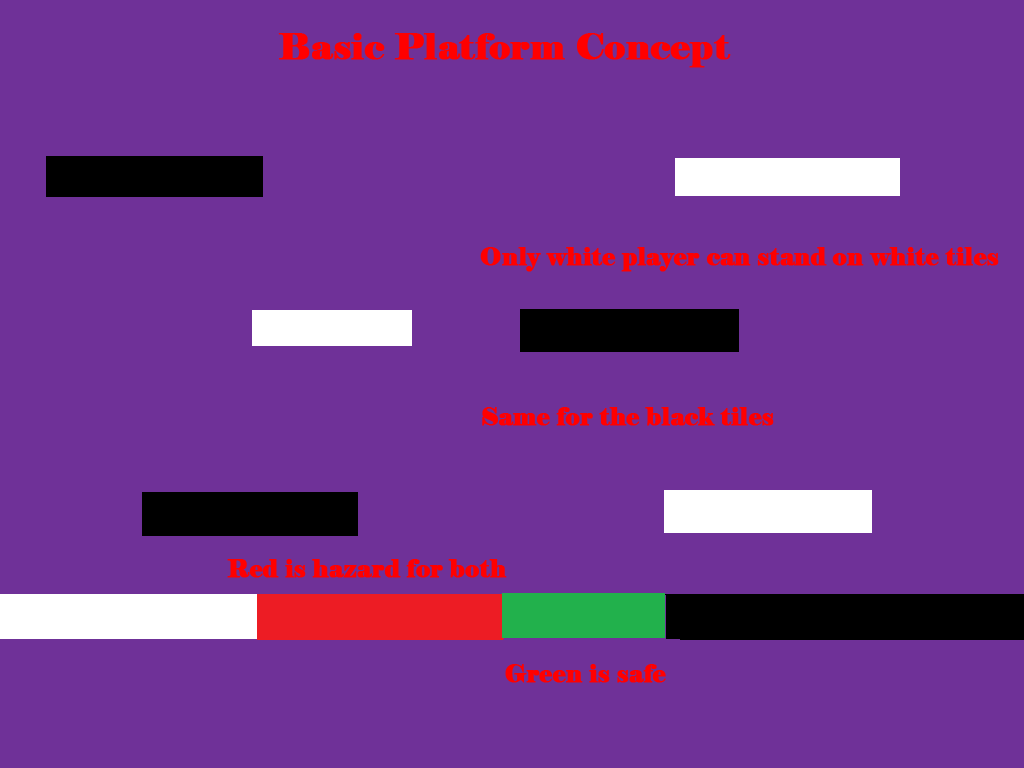 Basic Platform Concept
Only white player can stand on white tiles
Same for the black tiles
Red is hazard for both
Green is safe